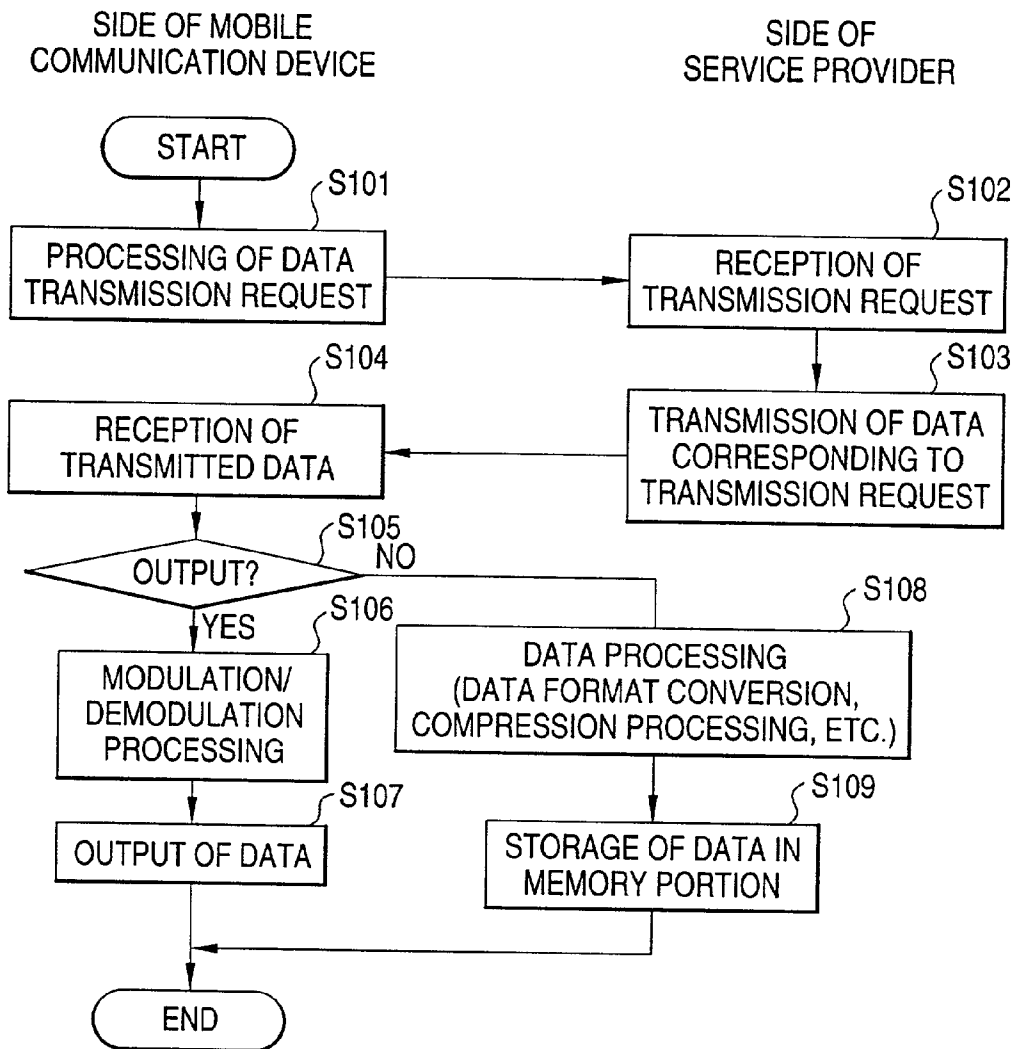 SIDE OF MOBILE
COMMUNICATION DEVICE
SIDE OF
SERVICE PROVIDER
START
S101
PROCESSING OF DATA
TRANSMISSION REQUEST
S102
RECEPTION OF
TRANSMISSION REQUEST
S103
TRANSMISSION OF DATA
CORRESPONDING TO
TRANSMISSION REQUEST
S104
RECEPTION OF
TRANSMITTED DATA
S105
OUTPUT?
NO
YES
S106
MODULATION/
DEMODULATION
PROCESSING
S107
OUTPUT OF DATA
S108
DATA PROCESSING
(DATA FORMAT CONVERSION,
COMPRESSION PROCESSING, ETC.)
S109
STORAGE OF DATA IN
MEMORY PORTION
END